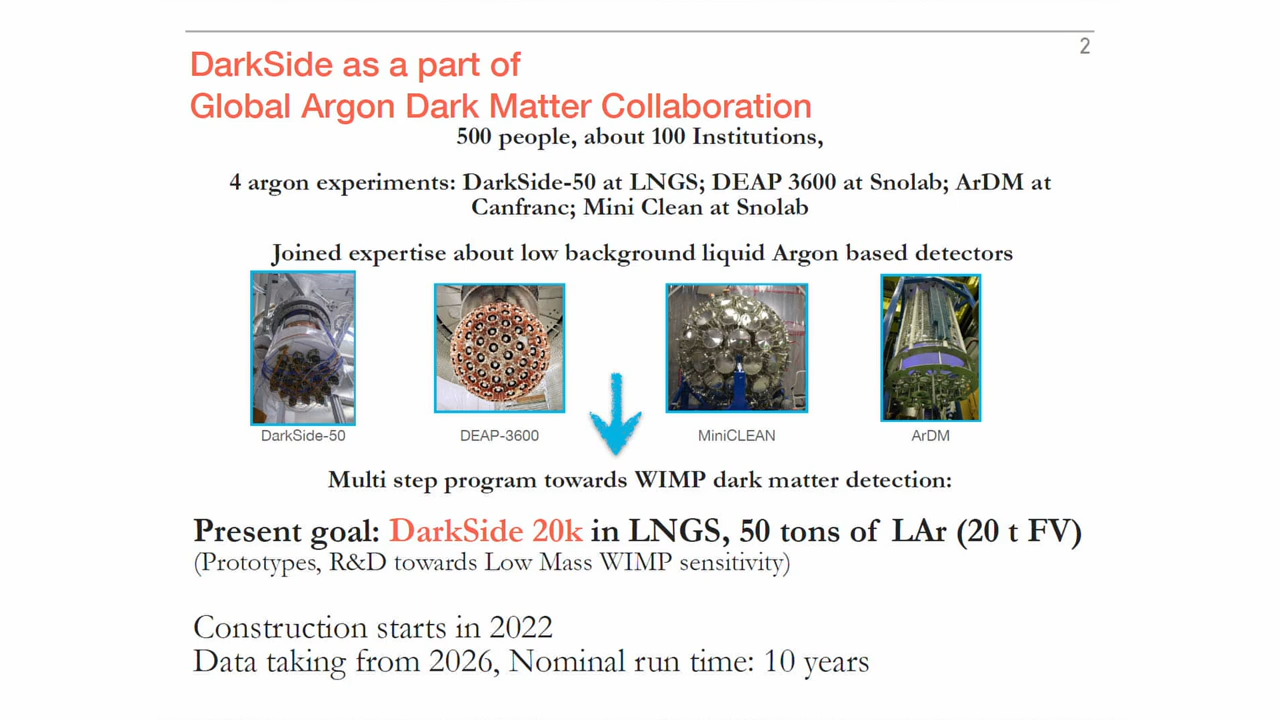 2
DarkSide as a part of
Global Argon Dark Matter Collaboration
500 people, about 100 Institutions,
4 argon experiments: DarkSide-50 at LNGS; DEAP 3600 at Snolab; ArDM at
Canfranc; Mini Clean at Snolab
Joined expertise about low background liquid Argon based detectors
DarkSide-50
DEAP-3600
MiniCLEAN
ArDM
Multi step program towards WIMP dark matter detection:
Present goal: DarkSide 20k in LNGS, 50 tons of LAr (20 t FV)
(Prototypes, R&D towards Low Mass WIMP sensitivity)
Construction starts in 2022
Data taking from 2026, Nominal run time: 10 years